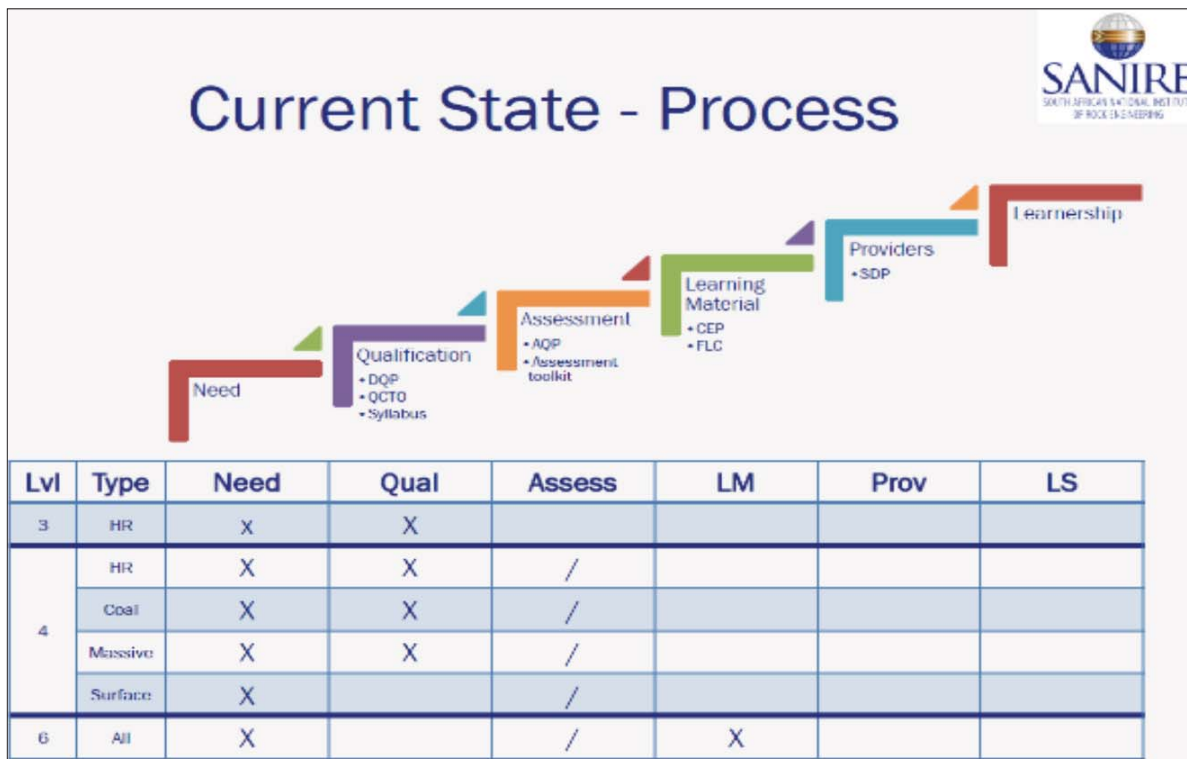 SANIRE
SOUTH AFRICAN NATIONAL INSTITUTE
OF ROCK ENGINEERING
Current State - Process
Need
Qualification
• DQP
• QCTO
• Syllabus
Assessment
• AQP
• Assessment
toolkit
Learning
Material
• CEP
• FLC
Providers
• SDP
Learnership
Lvl Type Need Qual Assess LM Prov LS
3 HR x X
4
HR X X /
Coal X X /
Massive X X /
Surface X /
6 All X / X